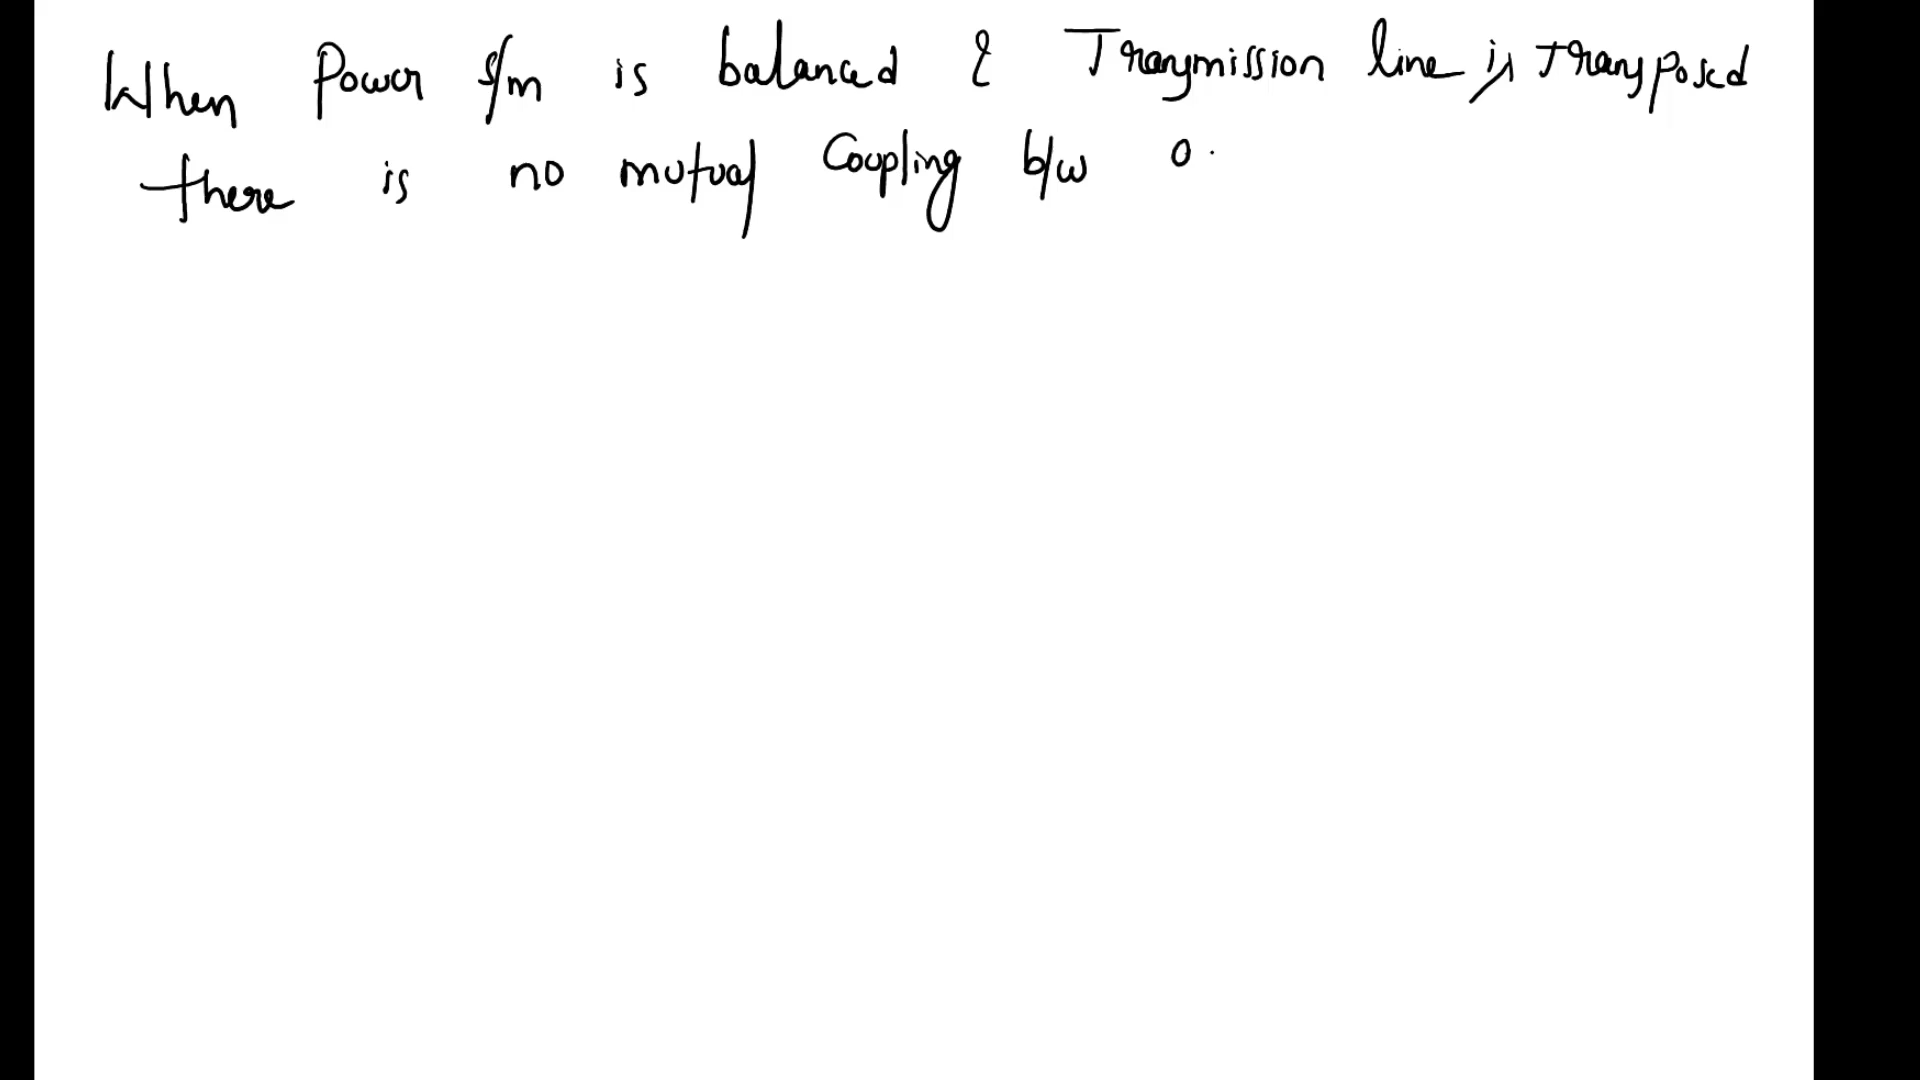 When Power s/m is balanced & Transmission line is transposed
there is no mutual Coupling b/w 0.